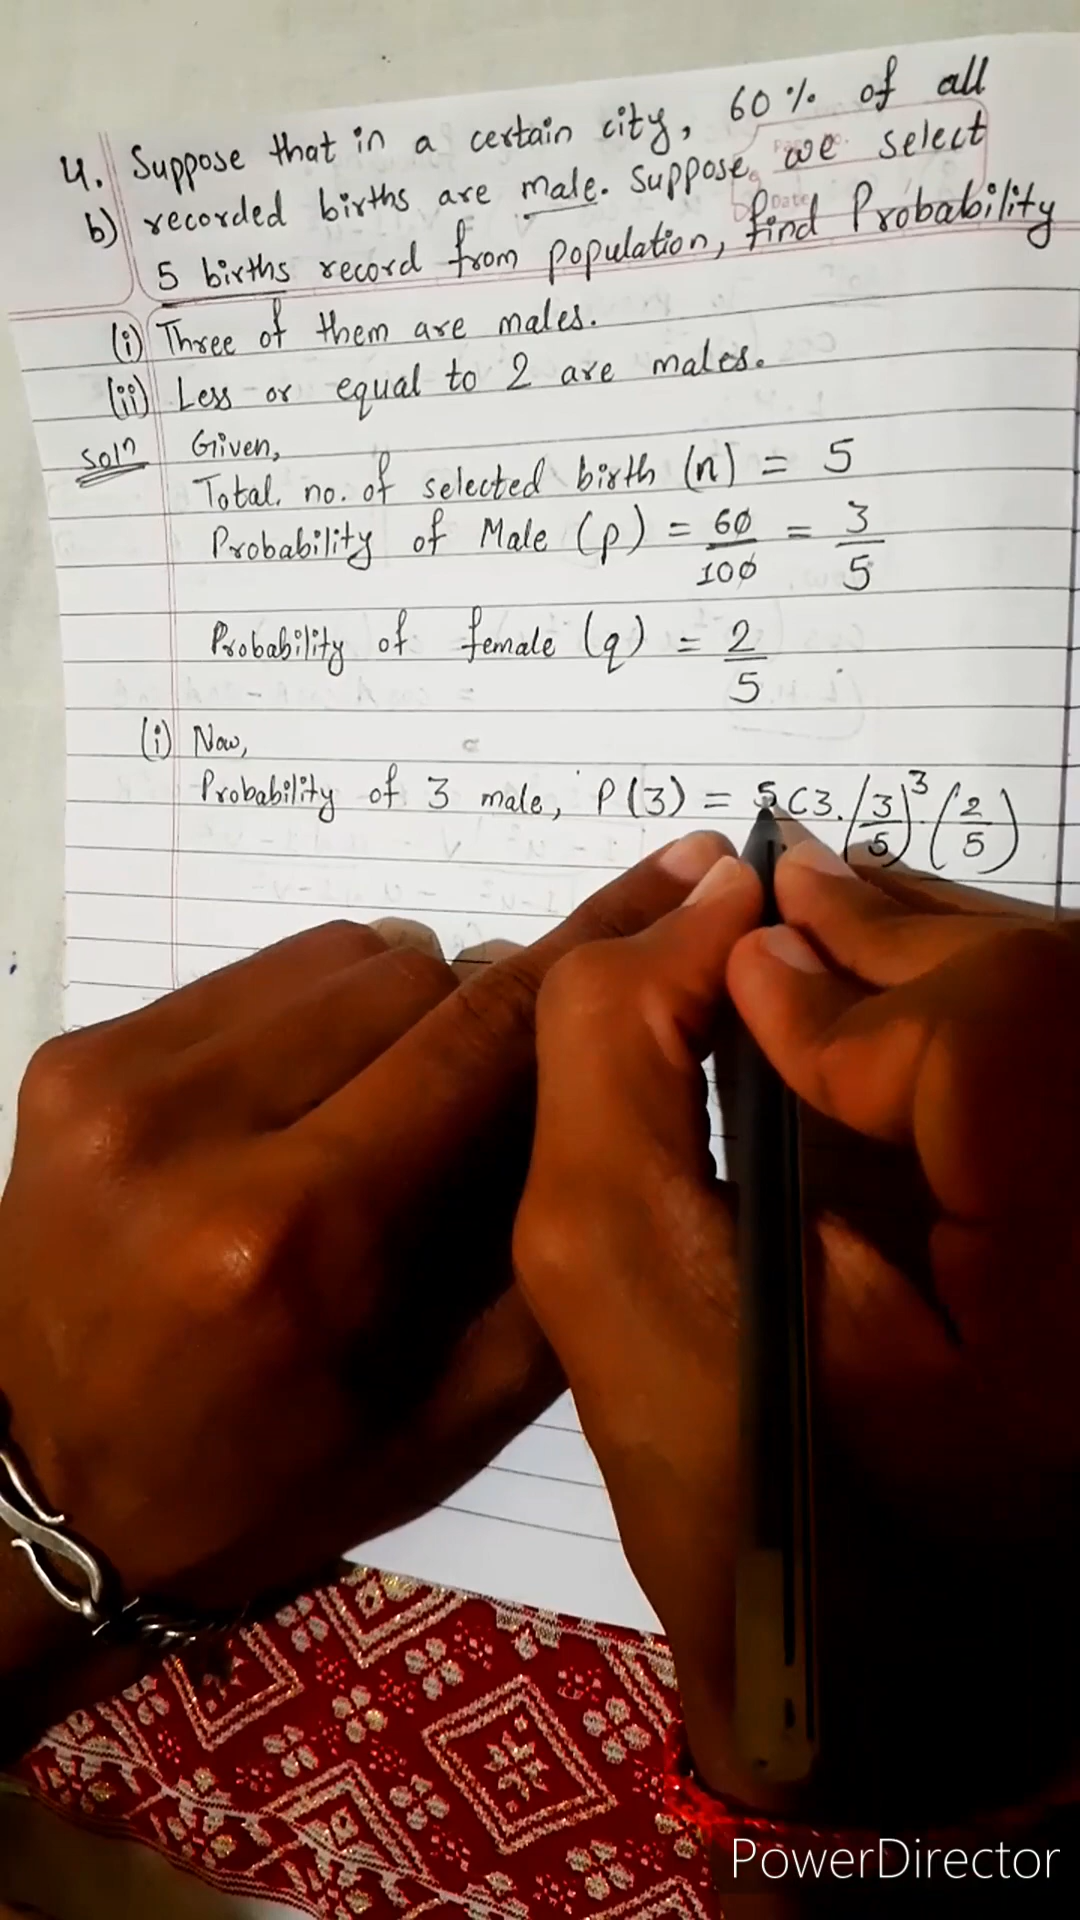 4. Suppose that in a certain city, 60% of all
b) recorded births are male. Suppose we select
5 births record from population, find Probability
(i) Three of them are males.
(ii) Less or equal to 2 are males.
Solⁿ Given,
Total. no. of selected birth (n) = 5
Probability of Male (p) = 60/100 = 3/5
Probability of female (q) = 2/5
(i) Now,
Probability of 3 male, P(3) = 5C3.(3/5)³.(2/5)
PowerDirector